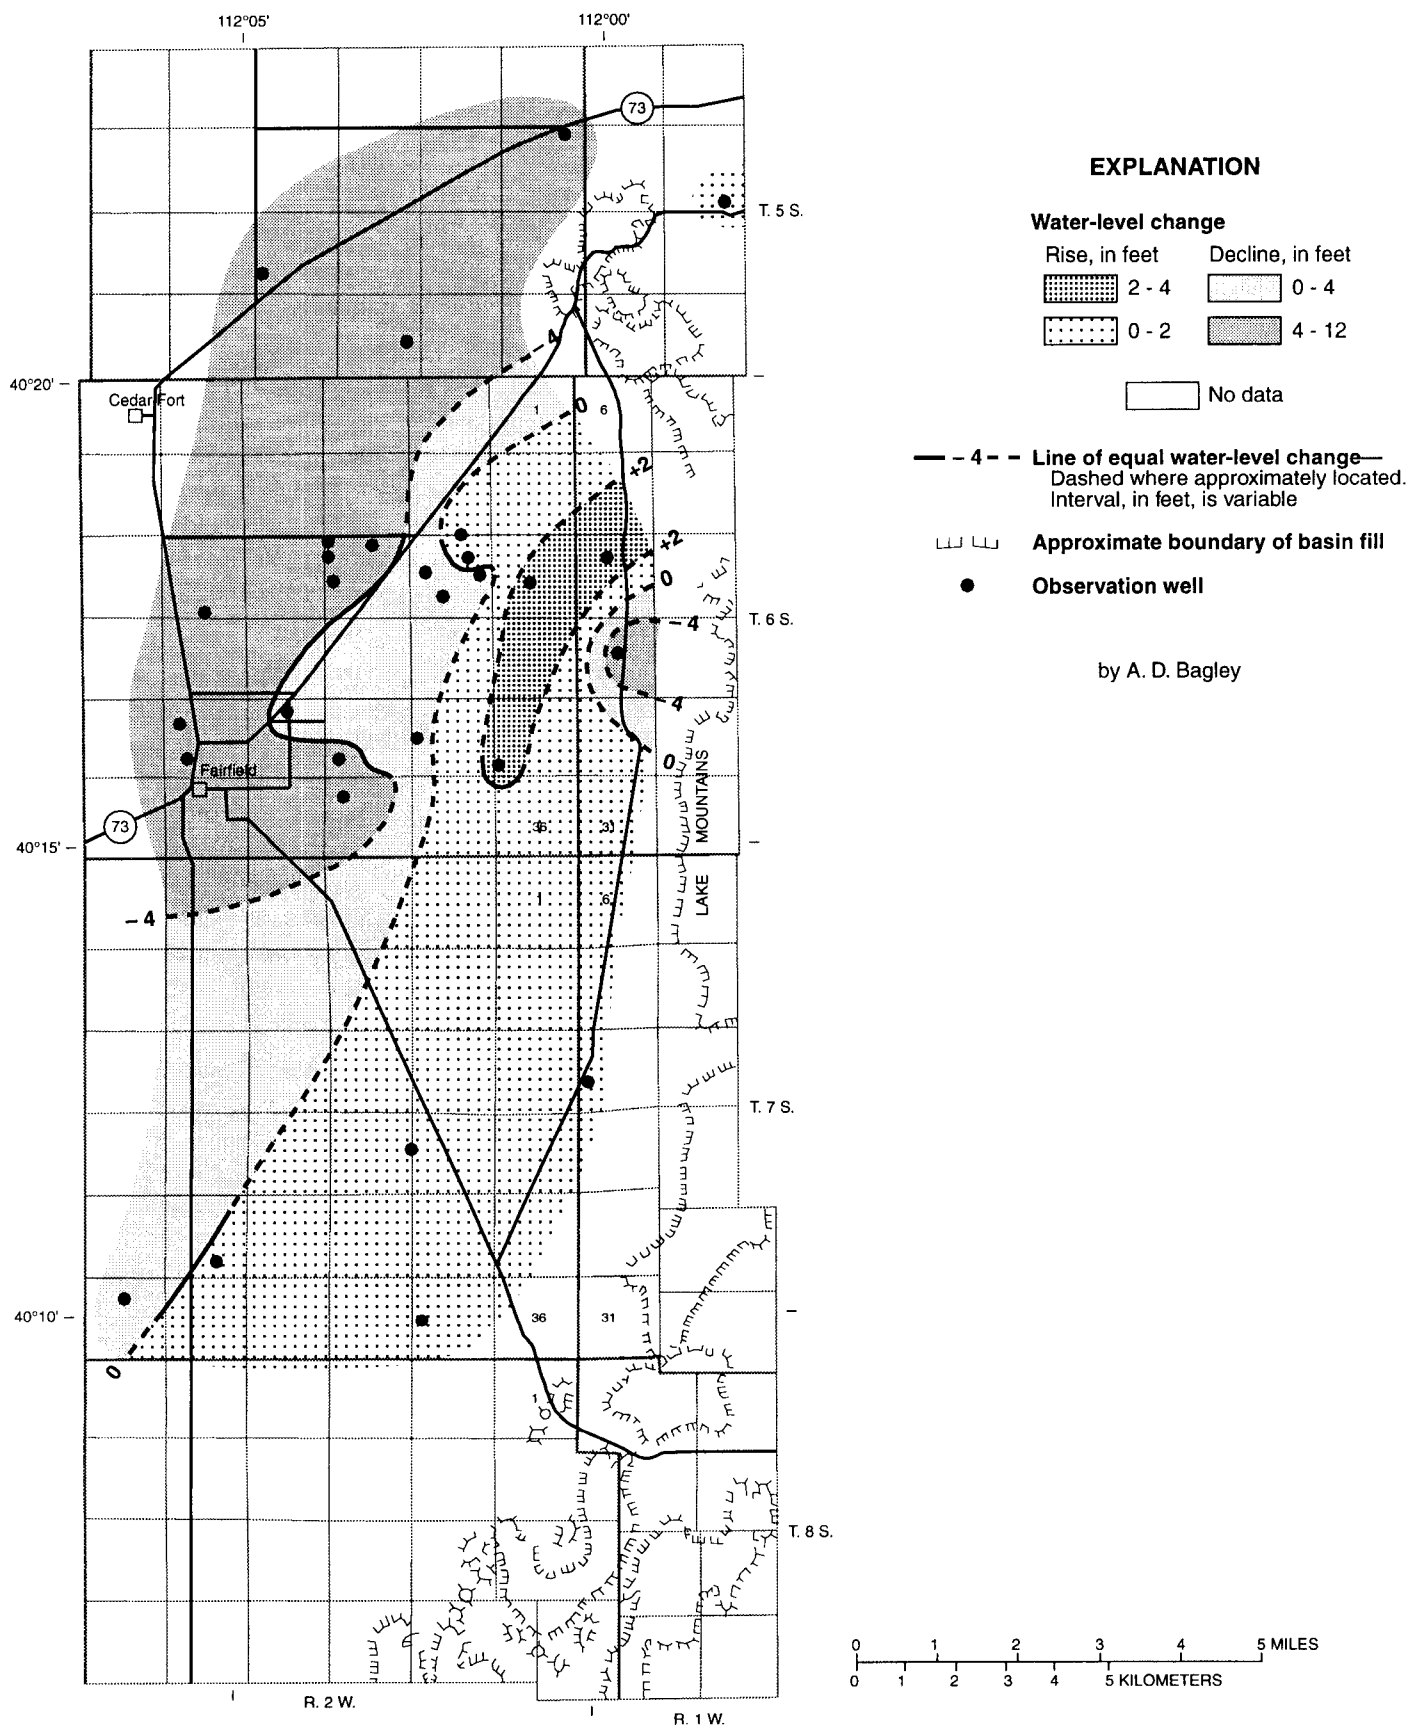 112°05'
112°00'
73
T. 5 S.
40°20'
Cedar Fort
4
1
0
6
+2
+2
0
T. 6 S.
– 4
– 4
0
Fairfield
73
36
31
40°15'
LAKE MOUNTAINS
1
6
– 4
T. 7 S.
40°10'
36
31
0
1
T. 8 S.
R. 2 W.
R. 1 W.
EXPLANATION
Water-level change
Rise, in feet
Decline, in feet
2 - 4
0 - 4
0 - 2
4 - 12
No data
– 4 – – Line of equal water-level change—
Dashed where approximately located.
Interval, in feet, is variable
Approximate boundary of basin fill
Observation well
by A. D. Bagley
0 1 2 3 4 5 MILES
0 1 2 3 4 5 KILOMETERS